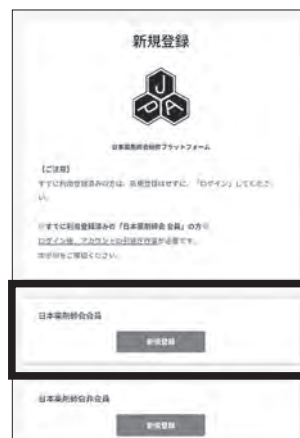 新規登録
J
P
A
日本薬剤師会研修プラットフォーム
【ご注意】
すでに利用登録済みの方は、新規登録はせずに、「ログイン」してくださ
い。
※すでに利用登録済みの「日本薬剤師会 会員」の方※
ログイン後、アカウントの引継ぎ作業が必要です。
をご確認ください。
日本薬剤師会会員
新規登録
日本薬剤師会非会員
新規登録